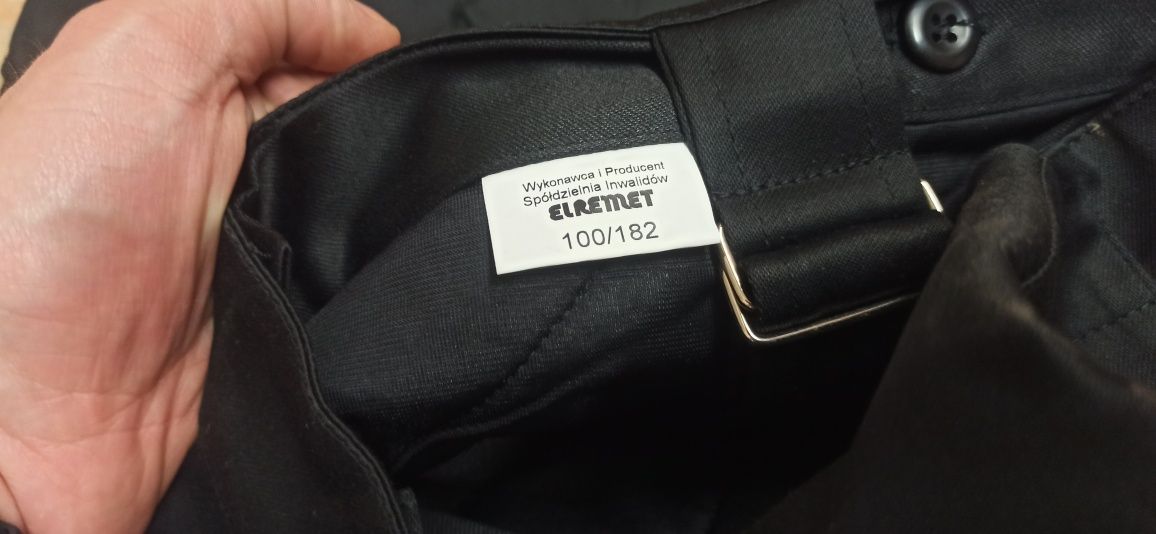 Wykonawca i Producent
Spółdzielnia Inwalidów
ELREMET
100/182